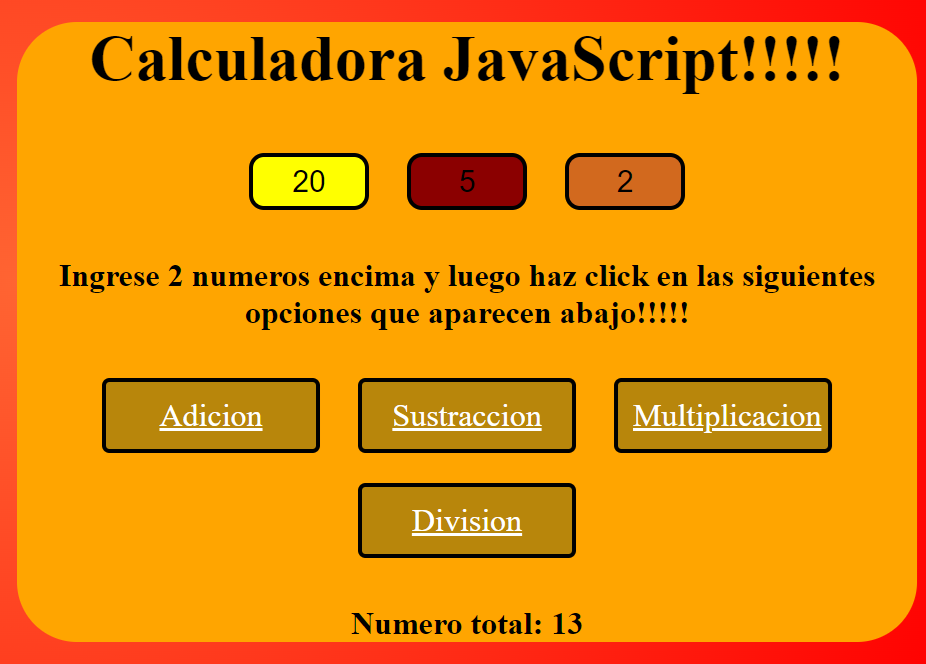 Calculadora JavaScript!!!!!
20 5 2
Ingrese 2 numeros encima y luego haz click en las siguientes
opciones que aparecen abajo!!!!!
Adicion Sustraccion Multiplicacion
Division
Numero total: 13